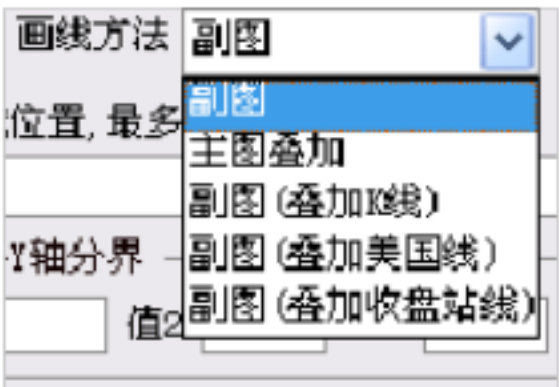 画线方法 副图
副图
位置,最多
主图叠加
副图(叠加K线)
Y轴分界
副图(叠加美国线)
值2
副图(叠加收盘站线)